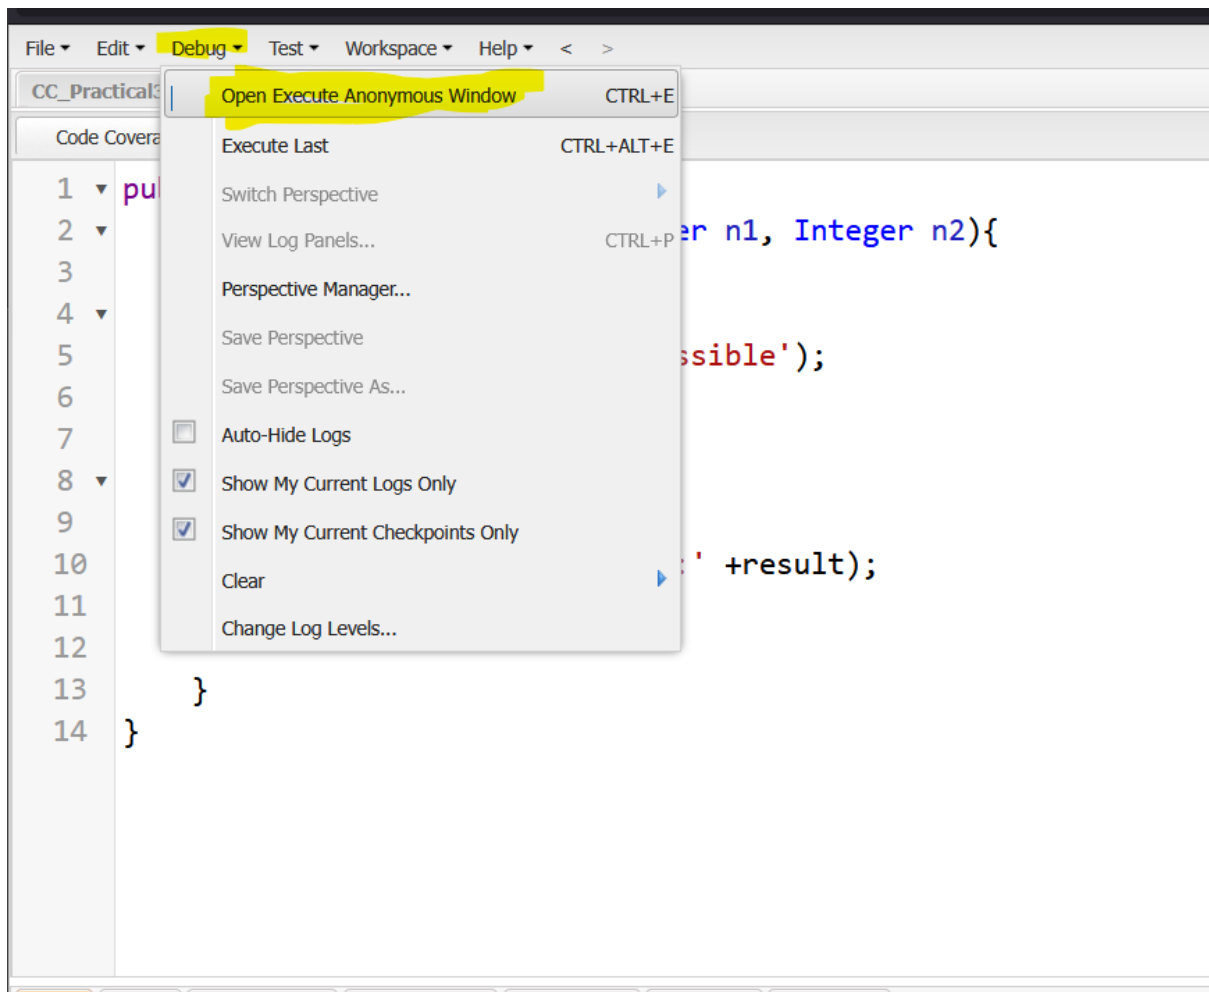 File Edit Debug Test Workspace Help < >
CC_Practical3
Open Execute Anonymous Window CTRL+E
Code Covera
Execute Last CTRL+ALT+E
1 pu
Switch Perspective
2 er n1, Integer n2){
View Log Panels... CTRL+P
3
Perspective Manager...
4
Save Perspective
5 ssible');
Save Perspective As...
6
7
Auto-Hide Logs
8
Show My Current Logs Only
9
Show My Current Checkpoints Only
10 :' +result);
Clear
11
Change Log Levels...
12
13 }
14 }